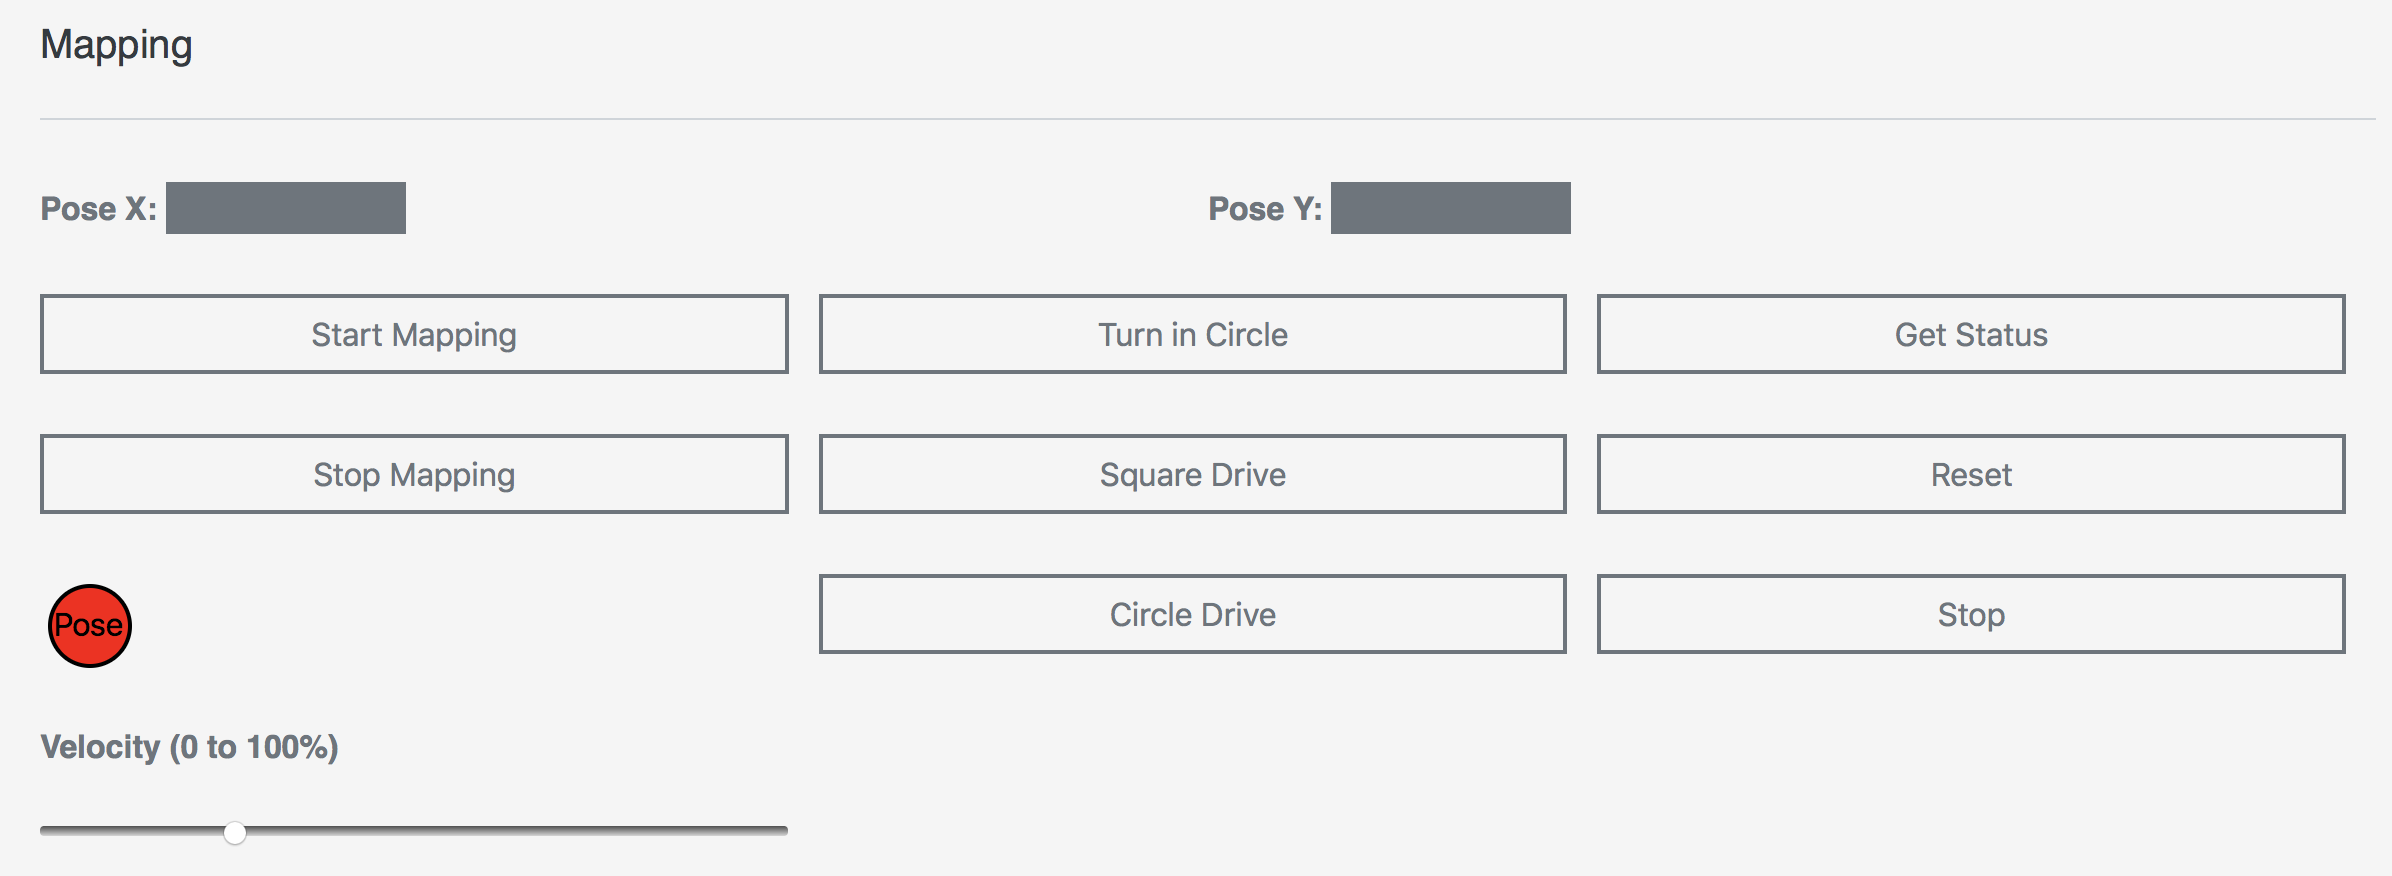 Mapping
Pose X:
Pose Y:
Start Mapping
Turn in Circle
Get Status
Stop Mapping
Square Drive
Reset
Pose
Circle Drive
Stop
Velocity (0 to 100%)